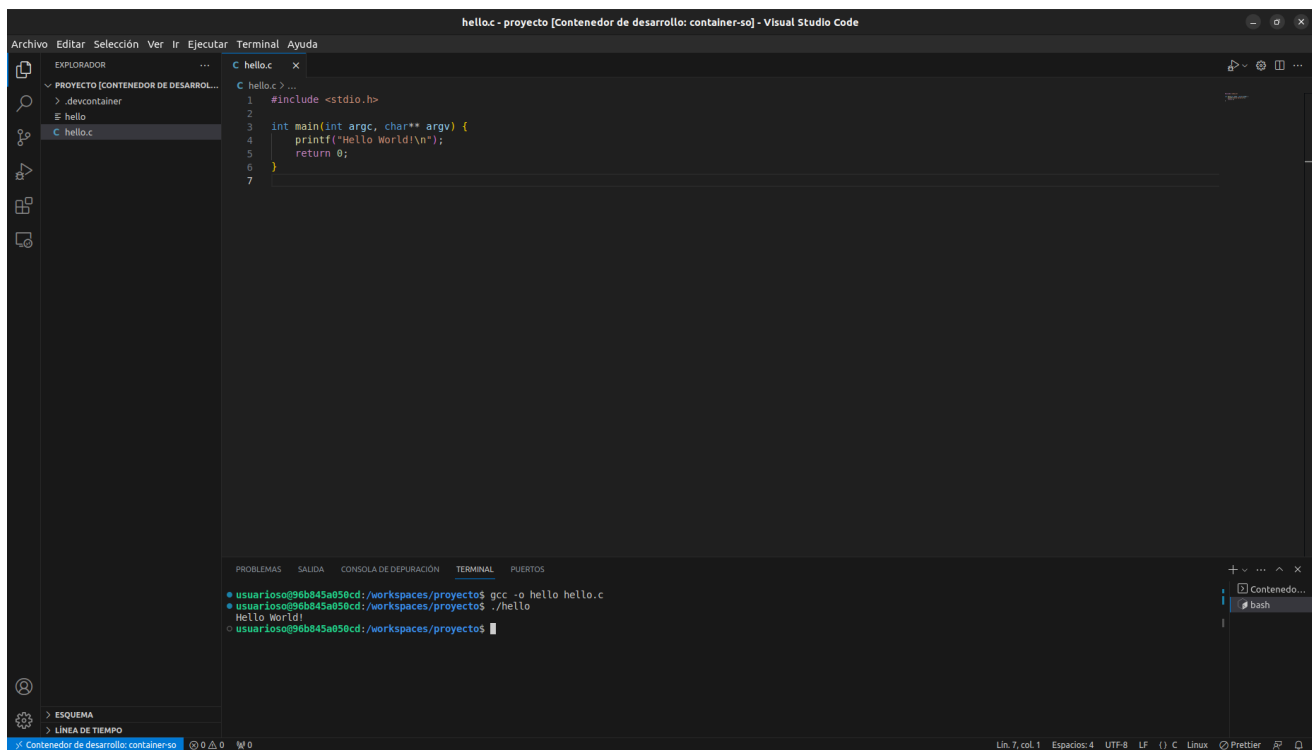 hello.c - proyecto [Contenedor de desarrollo: container-so] - Visual Studio Code
Archivo Editar Selección Ver Ir Ejecutar Terminal Ayuda
EXPLORADOR
PROYECTO [CONTENEDOR DE DESARROL...
.devcontainer
hello
C hello.c
C hello.c
C hello.c > ...
1 #include <stdio.h>
2
3 int main(int argc, char** argv) {
4 printf("Hello World!\n");
5 return 0;
6 }
7
PROBLEMAS SALIDA CONSOLA DE DEPURACIÓN TERMINAL PUERTOS
usuarioso@96b845a050cd:/workspaces/proyecto$ gcc -o hello hello.c
usuarioso@96b845a050cd:/workspaces/proyecto$ ./hello
Hello World!
usuarioso@96b845a050cd:/workspaces/proyecto$
Contenedo...
bash
ESQUEMA
LÍNEA DE TIEMPO
Contenedor de desarrollo: container-so 0 0 0 Lín. 7, col. 1 Espacios: 4 UTF-8 LF {} C Linux Prettier